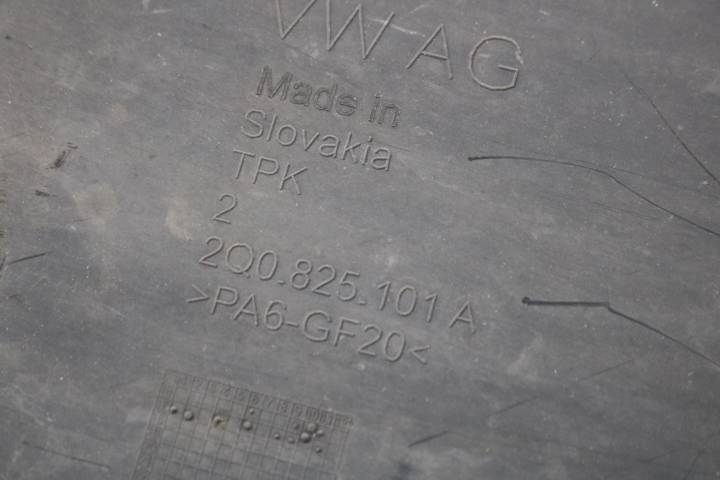 VW AG
Made in
Slovakia
TPK
2
2Q0.825.101 A
>PA6-GF20<